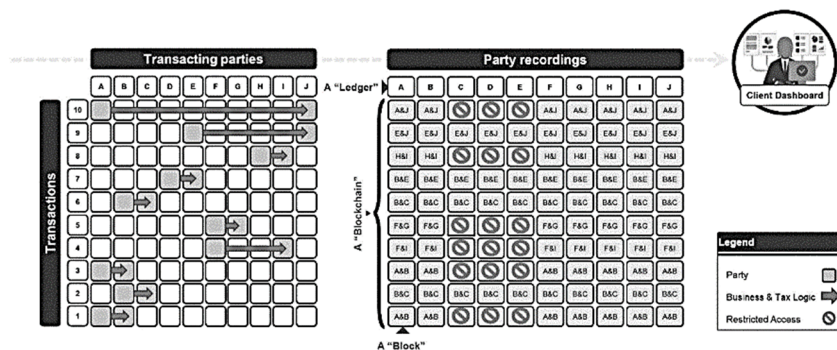 Transacting parties Party recordings
A B C D E F G H I J A "Ledger" A B C D E F G H I J
Client Dashboard
Transactions
A "Blockchain"
10 A&J A&J A&J A&J A&J A&J A&J
9 E&J E&J E&J E&J E&J E&J E&J E&J E&J E&J
8 H&I H&I H&I H&I H&I H&I H&I
7 B&E B&E B&E B&E B&E B&E B&E B&E B&E B&E
6 B&C B&C B&C B&C B&C B&C B&C B&C B&C B&C
5 F&G F&G F&G F&G F&G F&G F&G
4 F&I F&I F&I F&I F&I F&I F&I
3 A&B A&B A&B A&B A&B A&B A&B
2 B&C B&C B&C B&C B&C B&C B&C B&C B&C B&C
1 A&B A&B A&B A&B A&B A&B A&B
A "Block"
Legend
Party
Business & Tax Logic
Restricted Access